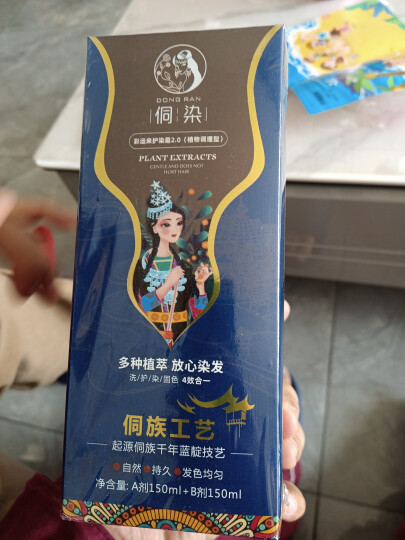 DONG RAN
侗染
彩运来护染霜2.0（植物调理型）
PLANT EXTRACTS
GENTLE AND DOES NOT
HURT HAIR
多种植萃 放心染发
洗/护/染/固色 4效合一
侗族工艺
起源侗族千年蓝靛技艺
•自然 •持久 •发色均匀
净含量: A剂150ml+B剂150ml